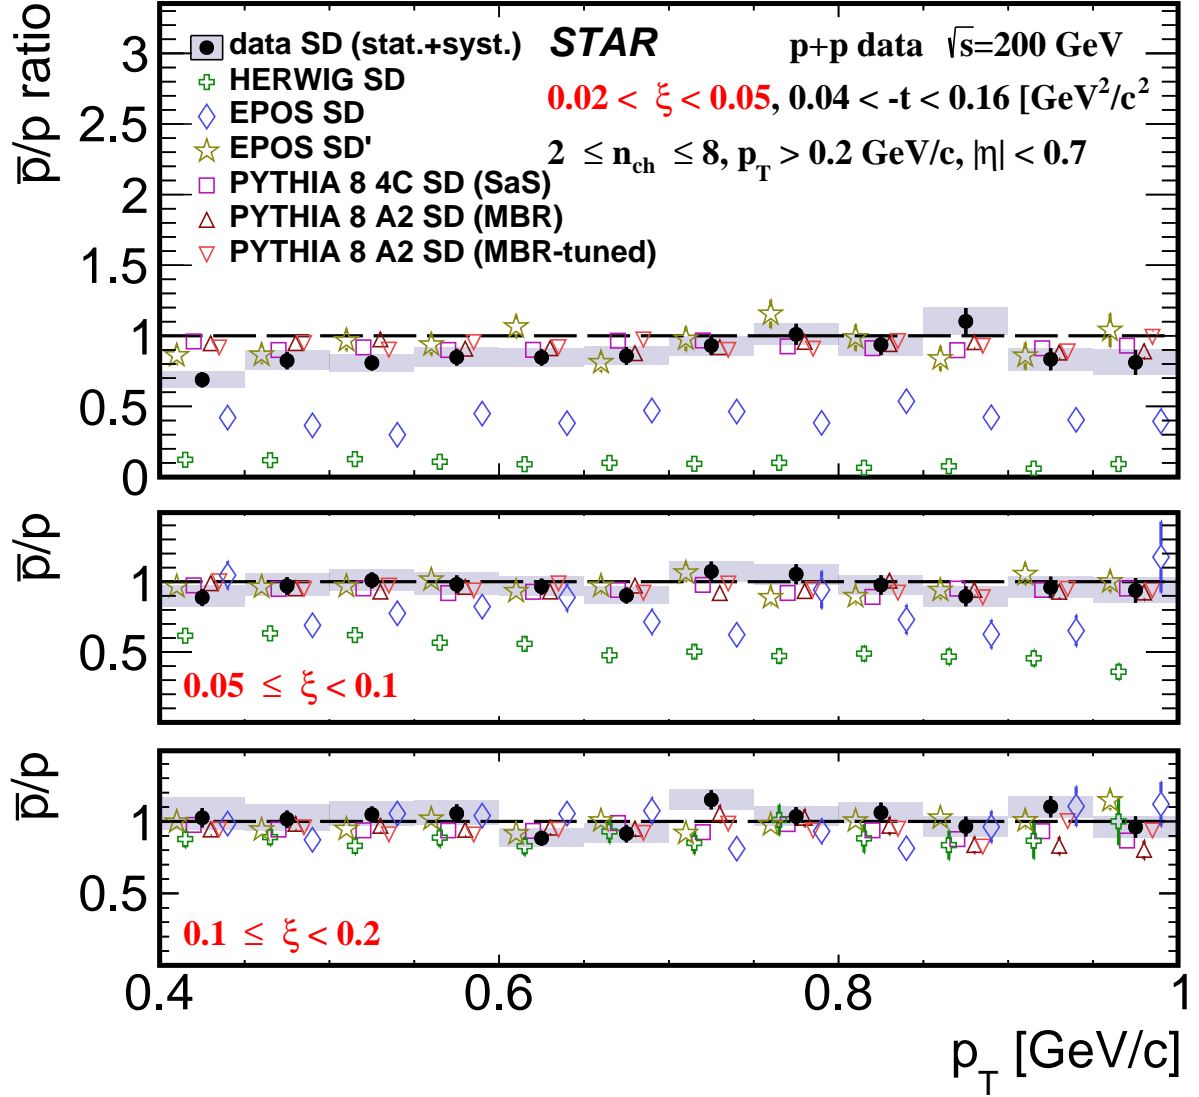 p̅/p ratio
3
2.5
2
1.5
1
0.5
0
data SD (stat.+syst.)
HERWIG SD
EPOS SD
EPOS SD'
PYTHIA 8 4C SD (SaS)
PYTHIA 8 A2 SD (MBR)
PYTHIA 8 A2 SD (MBR-tuned)
STAR p+p data √s=200 GeV
0.02 < ξ < 0.05, 0.04 < -t < 0.16 [GeV²/c²
2 ≤ n_ch ≤ 8, p_T > 0.2 GeV/c, |η| < 0.7
p̅/p
1
0.5
0.05 ≤ ξ < 0.1
p̅/p
1
0.5
0.1 ≤ ξ < 0.2
0.4 0.6 0.8 1
p_T [GeV/c]